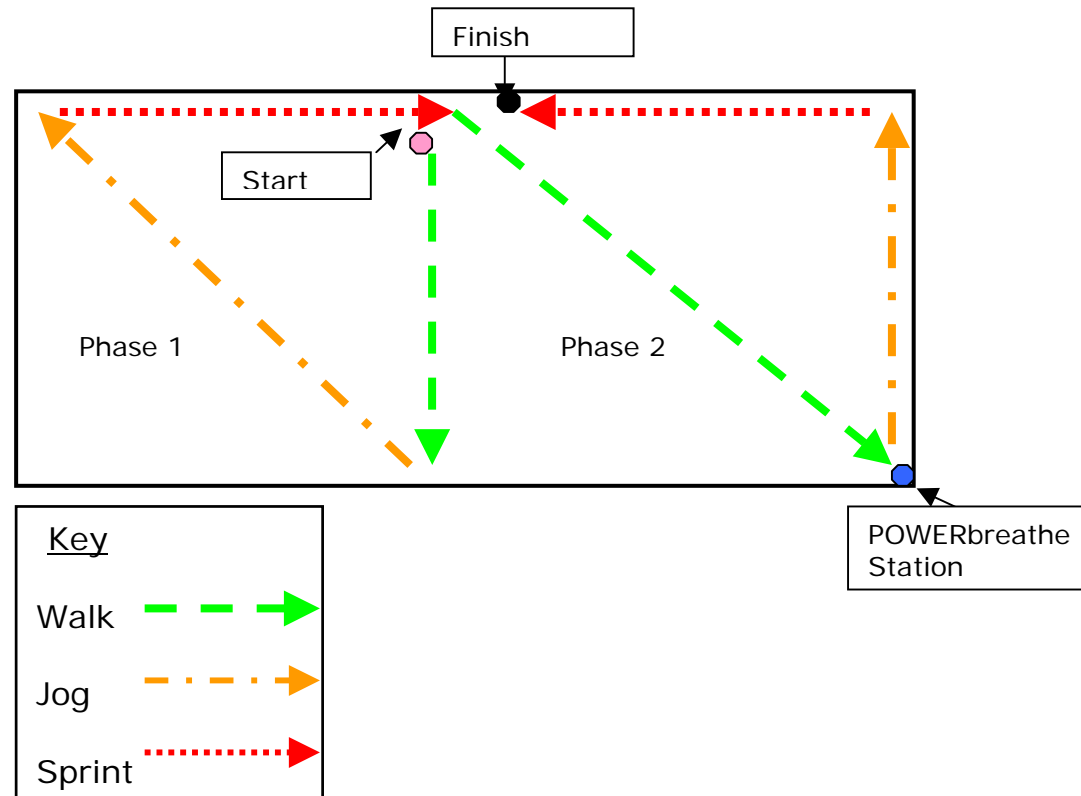 Finish
Start
Phase 1
Phase 2
POWERbreathe
Station
Key
Walk
Jog
Sprint